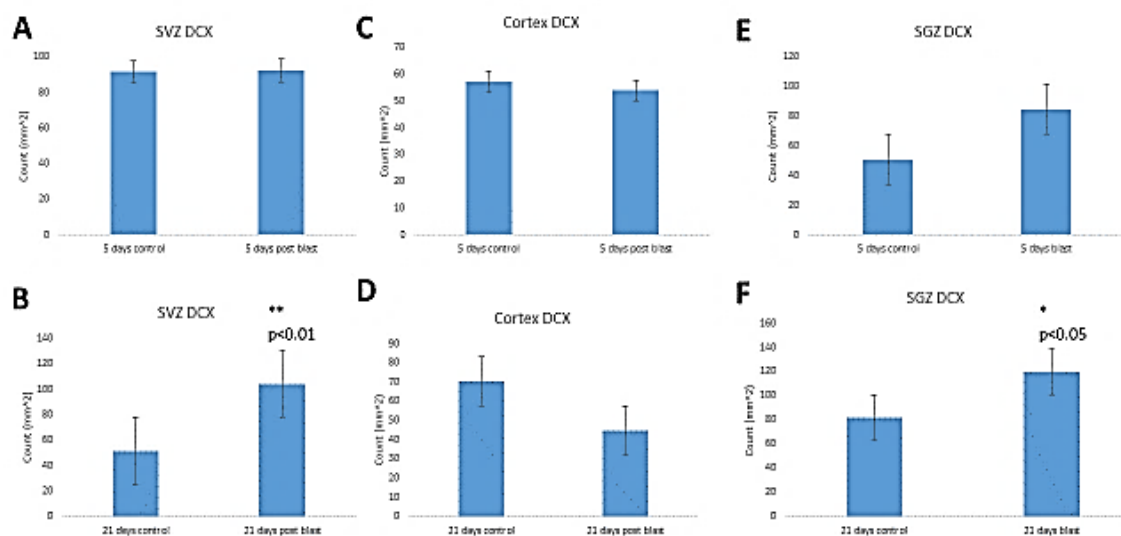 A
SVZ DCX
Count (mm^2)
100
80
60
40
20
0
5 days control
5 days post blast
C
Cortex DCX
Count (mm^2)
70
60
50
40
30
20
10
0
5 days control
5 days post blast
E
SGZ DCX
Count (mm^2)
120
100
80
60
40
20
0
5 days control
5 days blast
B
SVZ DCX
**
p<0.01
Count (mm^2)
140
120
100
80
60
40
20
0
21 days control
21 days post blast
D
Cortex DCX
Count (mm^2)
90
80
70
60
50
40
30
20
10
0
21 days control
21 days post blast
F
SGZ DCX
*
p<0.05
Count (mm^2)
160
140
120
100
80
60
40
20
0
21 days control
21 days blast